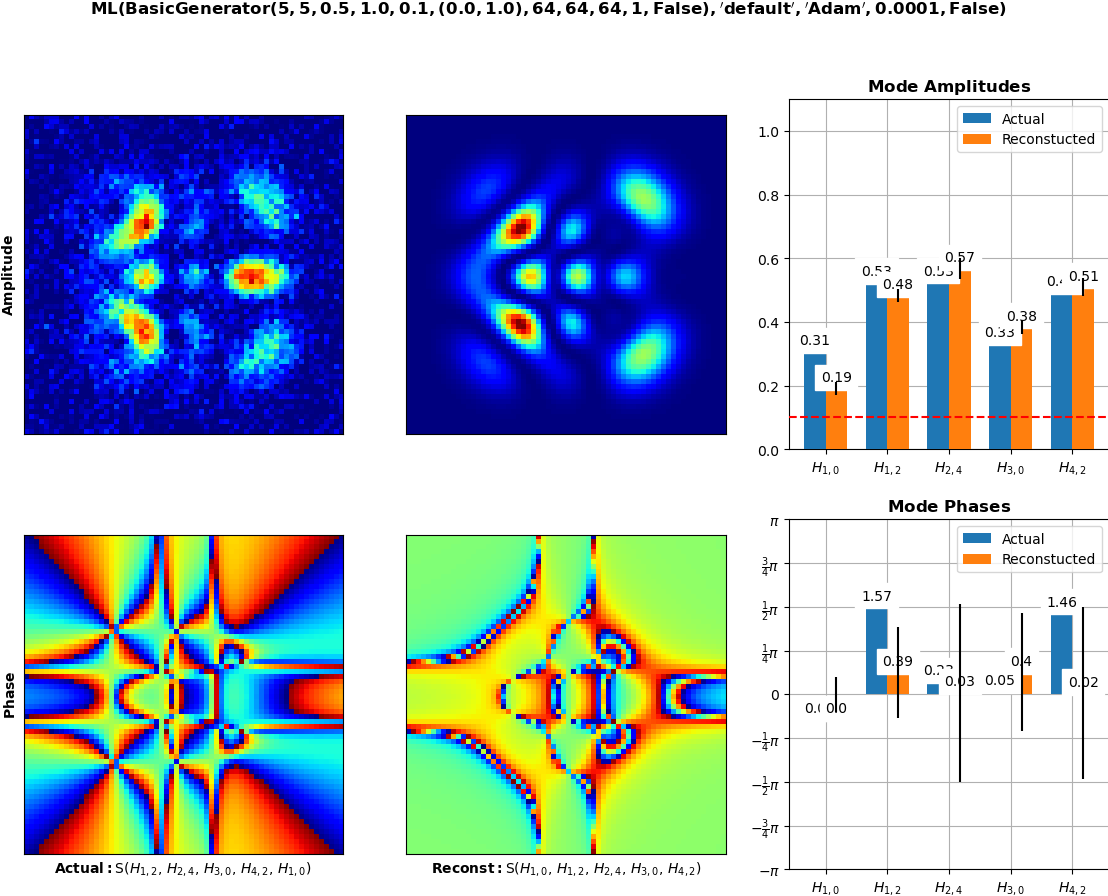 ML(BasicGenerator(5, 5, 0.5, 1.0, 0.1, (0.0, 1.0), 64, 64, 64, 1, False), 'default', 'Adam', 0.0001, False)
Mode Amplitudes
Actual
Reconstucted
1.0
0.8
0.6
0.4
0.2
0.0
0.31
0.19
0.53
0.48
0.57
0.33
0.38
0.51
H1,0
H1,2
H2,4
H3,0
H4,2
Amplitude
Mode Phases
Actual
Reconstucted
π
3/4π
1/2π
1/4π
0
−1/4π
−1/2π
−3/4π
−π
0.0
1.57
0.39
0.03
0.05
0.4
1.46
0.02
H1,0
H1,2
H2,4
H3,0
H4,2
Phase
Actual: S(H1,2, H2,4, H3,0, H4,2, H1,0)
Reconst: S(H1,0, H1,2, H2,4, H3,0, H4,2)